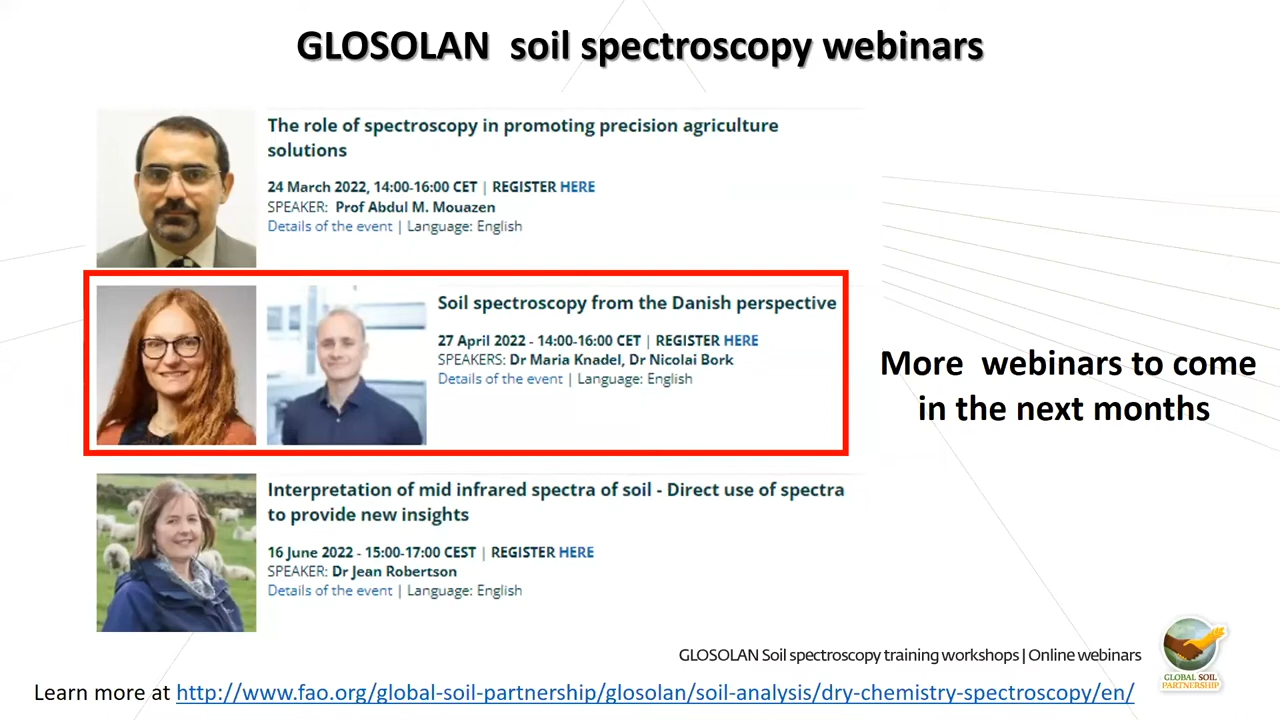 GLOSOLAN  soil spectroscopy webinars
The role of spectroscopy in promoting precision agriculture
solutions
24 March 2022, 14:00-16:00 CET | REGISTER HERE
SPEAKER:  Prof Abdul M. Mouazen
Details of the event | Language: English
Soil spectroscopy from the Danish perspective
27 April 2022 - 14:00-16:00 CET | REGISTER HERE
SPEAKERS: Dr Maria Knadel, Dr Nicolai Bork
Details of the event | Language: English
More  webinars to come
in the next months
Interpretation of mid infrared spectra of soil - Direct use of spectra
to provide new insights
16 June 2022 - 15:00-17:00 CEST | REGISTER HERE
SPEAKER: Dr Jean Robertson
Details of the event | Language: English
GLOSOLAN Soil spectroscopy training workshops | Online webinars
GLOBAL SOIL
PARTNERSHIP
Learn more at http://www.fao.org/global-soil-partnership/glosolan/soil-analysis/dry-chemistry-spectroscopy/en/